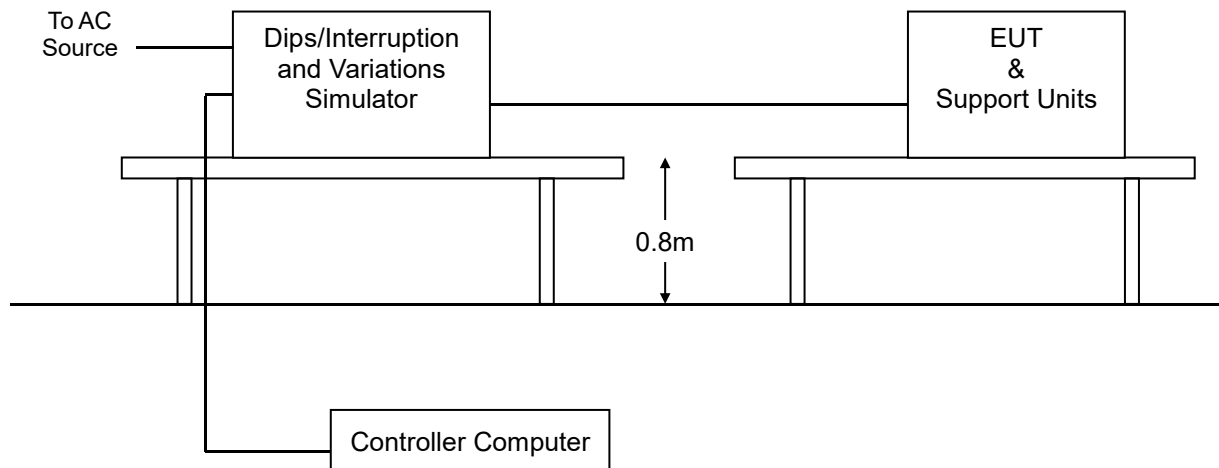 To AC
Source
Dips/Interruption
and Variations
Simulator
EUT
&
Support Units
0.8m
Controller Computer